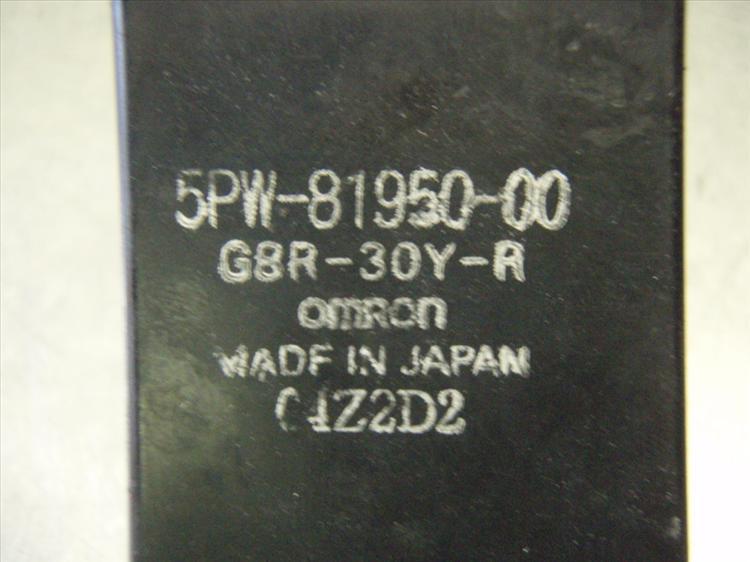 5PW-81950-00
G8R-30Y-R
omron
MADE IN JAPAN